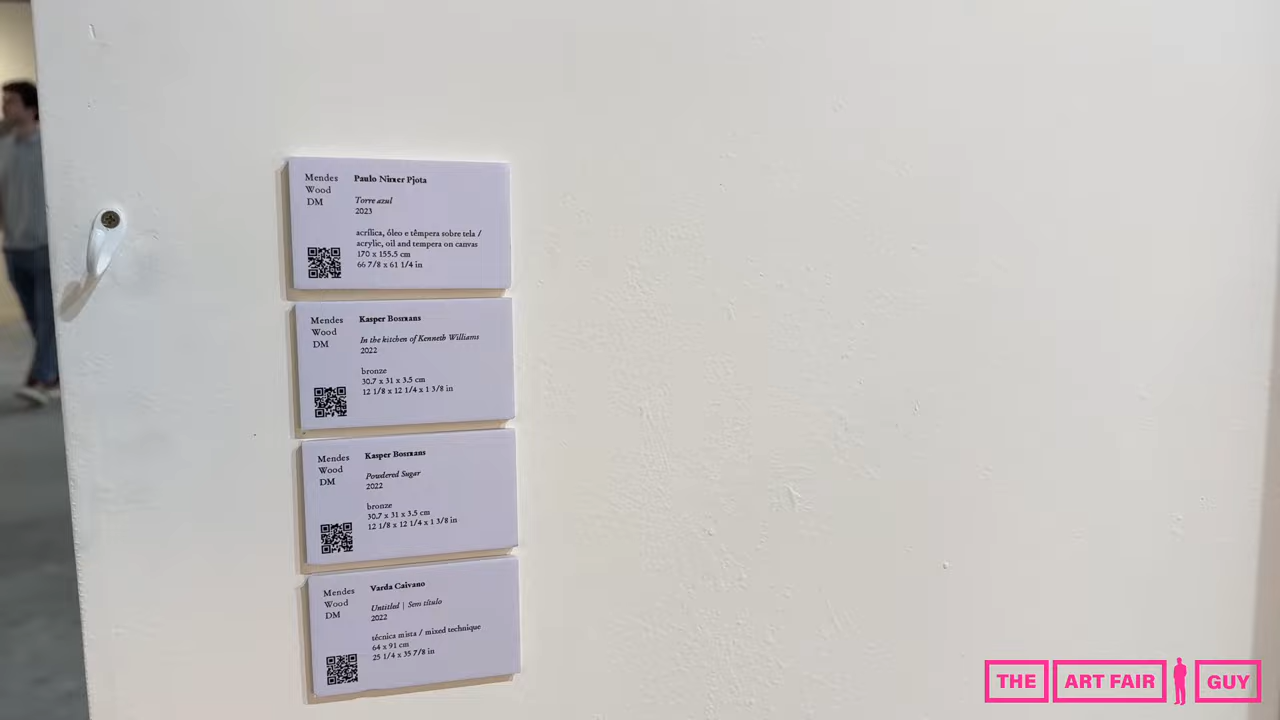 Mendes
Wood
DM
Paulo Nimer Pjota
Torre azul
2023
acrílica, óleo e têmpera sobre tela /
acrylic, oil and tempera on canvas
170 x 155.5 cm
66 7/8 x 61 1/4 in
Mendes
Wood
DM
Kasper Bosmans
In the kitchen of Kenneth Williams
2022
bronze
30.7 x 31 x 3.5 cm
12 1/8 x 12 1/4 x 1 3/8 in
Mendes
Wood
DM
Kasper Bosmans
Powdered Sugar
2022
bronze
30.7 x 31 x 3.5 cm
12 1/8 x 12 1/4 x 1 3/8 in
Mendes
Wood
DM
Varda Caivano
Untitled | Sem título
2022
técnica mista / mixed technique
64 x 91 cm
25 1/4 x 35 7/8 in
THE ART FAIR GUY